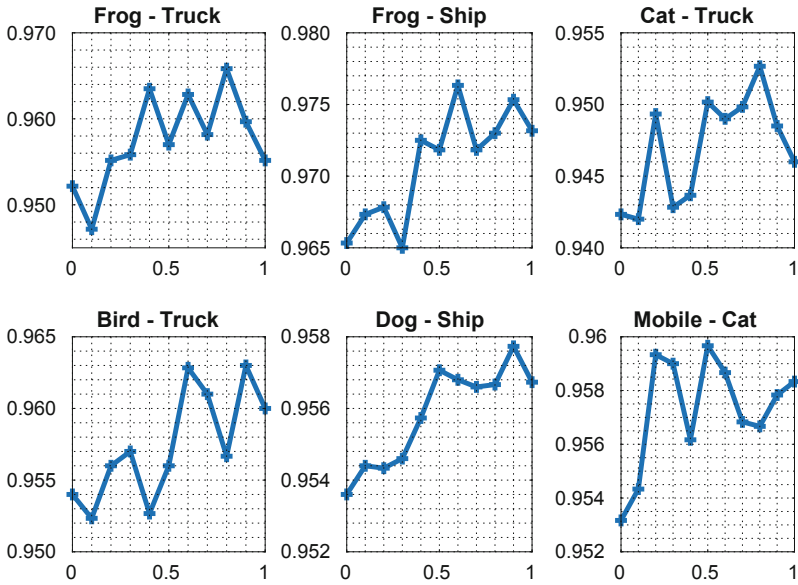 Frog - Truck
0.970
0.960
0.950
0 0.5 1
Frog - Ship
0.980
0.975
0.970
0.965
0 0.5 1
Cat - Truck
0.955
0.950
0.945
0.940
0 0.5 1
Bird - Truck
0.965
0.960
0.955
0.950
0 0.5 1
Dog - Ship
0.958
0.956
0.954
0.952
0 0.5 1
Mobile - Cat
0.96
0.958
0.956
0.954
0.952
0 0.5 1